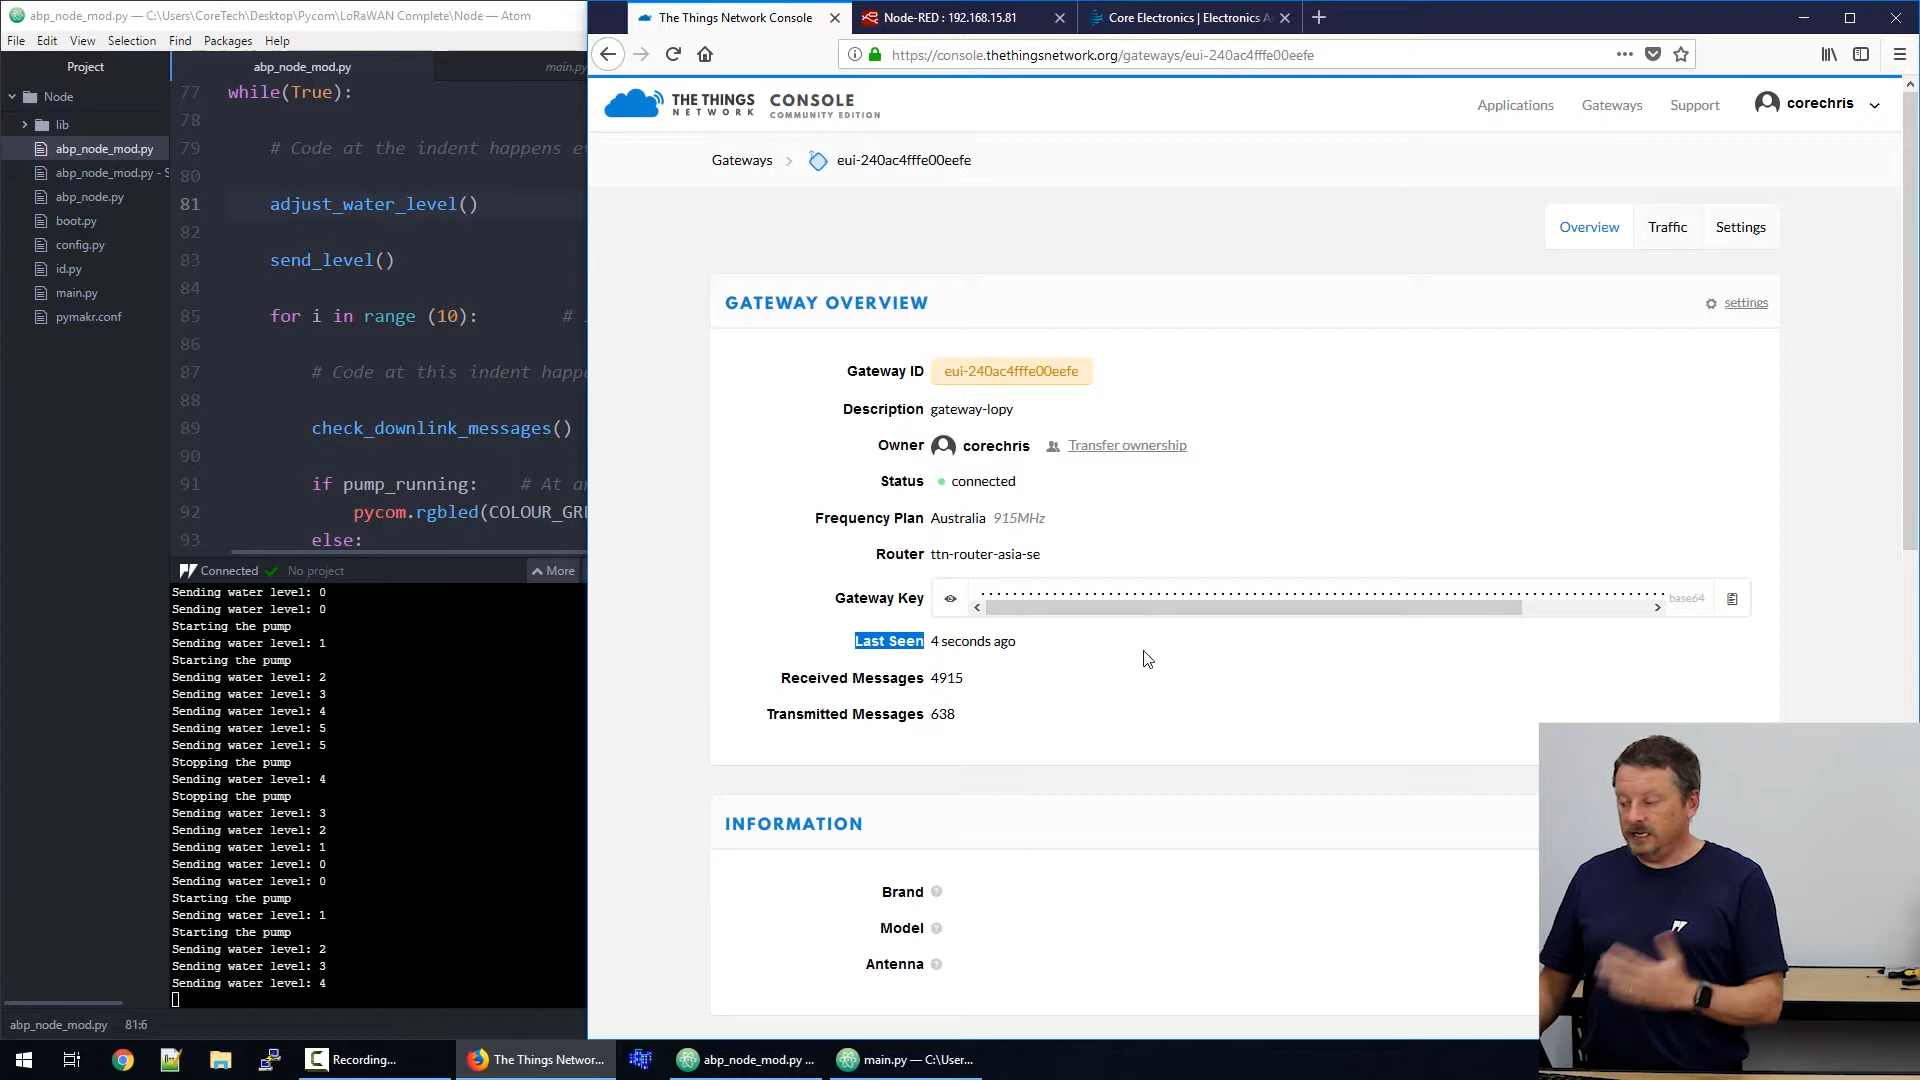 abp_node_mod.py — C:\Users\CoreTech\Desktop\Pycom\LoRaWAN Complete\Node — Atom
File Edit View Selection Find Packages Help
Project
Node
lib
abp_node_mod.py
abp_node_mod.py - S
abp_node.py
boot.py
config.py
id.py
main.py
pymakr.conf
abp_node_mod.py
main.py
77 while(True):
78
79 # Code at the indent happens ev
80
81 adjust_water_level()
82
83 send_level()
84
85 for i in range (10): #
86
87 # Code at this indent happe
88
89 check_downlink_messages()
90
91 if pump_running: # At an
92 pycom.rgbled(COLOUR_GRE
93 else:
Connected No project More
Sending water level: 0
Sending water level: 0
Starting the pump
Sending water level: 1
Starting the pump
Sending water level: 2
Sending water level: 3
Sending water level: 4
Sending water level: 5
Sending water level: 5
Stopping the pump
Sending water level: 4
Stopping the pump
Sending water level: 3
Sending water level: 2
Sending water level: 1
Sending water level: 0
Sending water level: 0
Starting the pump
Sending water level: 1
Starting the pump
Sending water level: 2
Sending water level: 3
Sending water level: 4
abp_node_mod.py 81:6
The Things Network Console
Node-RED : 192.168.15.81
Core Electronics | Electronics A
https://console.thethingsnetwork.org/gateways/eui-240ac4fffe00eefe
THE THINGS NETWORK
CONSOLE
COMMUNITY EDITION
Applications Gateways Support corechris
Gateways eui-240ac4fffe00eefe
Overview Traffic Settings
GATEWAY OVERVIEW
settings
Gateway ID eui-240ac4fffe00eefe
Description gateway-lopy
Owner corechris Transfer ownership
Status connected
Frequency Plan Australia 915MHz
Router ttn-router-asia-se
Gateway Key base64
Last Seen 4 seconds ago
Received Messages 4915
Transmitted Messages 638
INFORMATION
Brand
Model
Antenna
Recording...
The Things Networ...
abp_node_mod.py ...
main.py — C:\User...